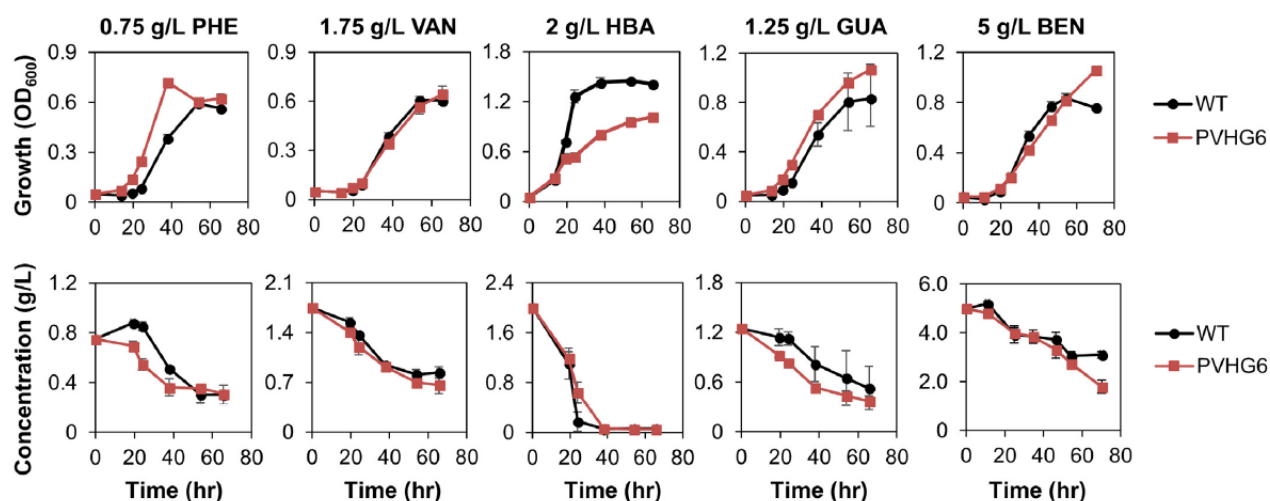 0.75 g/L PHE 1.75 g/L VAN 2 g/L HBA 1.25 g/L GUA 5 g/L BEN
Growth (OD600)
0.9 0.6 0.3 0
0.9 0.6 0.3 0
2.1 1.4 0.7 0
1.2 0.8 0.4 0
1.2 0.8 0.4 0
0 20 40 60 80 0 20 40 60 80 0 20 40 60 80 0 20 40 60 80 0 20 40 60 80
WT
PVHG6
Concentration (g/L)
1.2 0.8 0.4 0
2.1 1.4 0.7 0
2.4 1.6 0.8 0
1.8 1.2 0.6 0
6.0 4.0 2.0 0
0 20 40 60 80 0 20 40 60 80 0 20 40 60 80 0 20 40 60 80 0 20 40 60 80
Time (hr) Time (hr) Time (hr) Time (hr) Time (hr)
WT
PVHG6